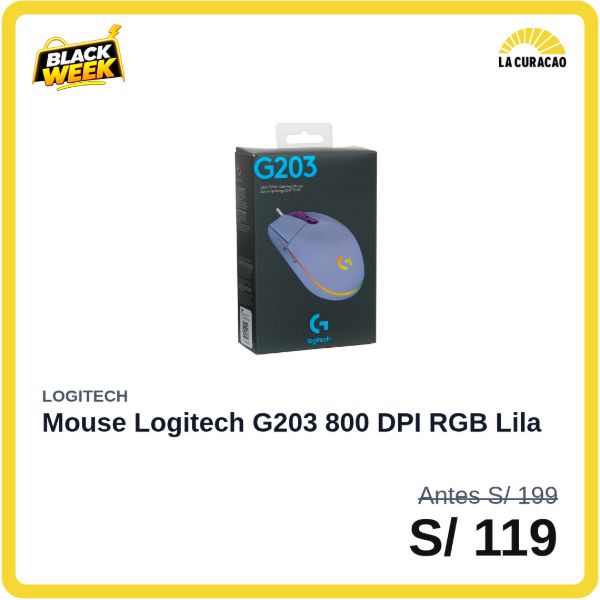 BLACK
WEEK
LA CURACAO
G203
G
logitech
LOGITECH
Mouse Logitech G203 800 DPI RGB Lila
Antes S/ 199
S/ 119